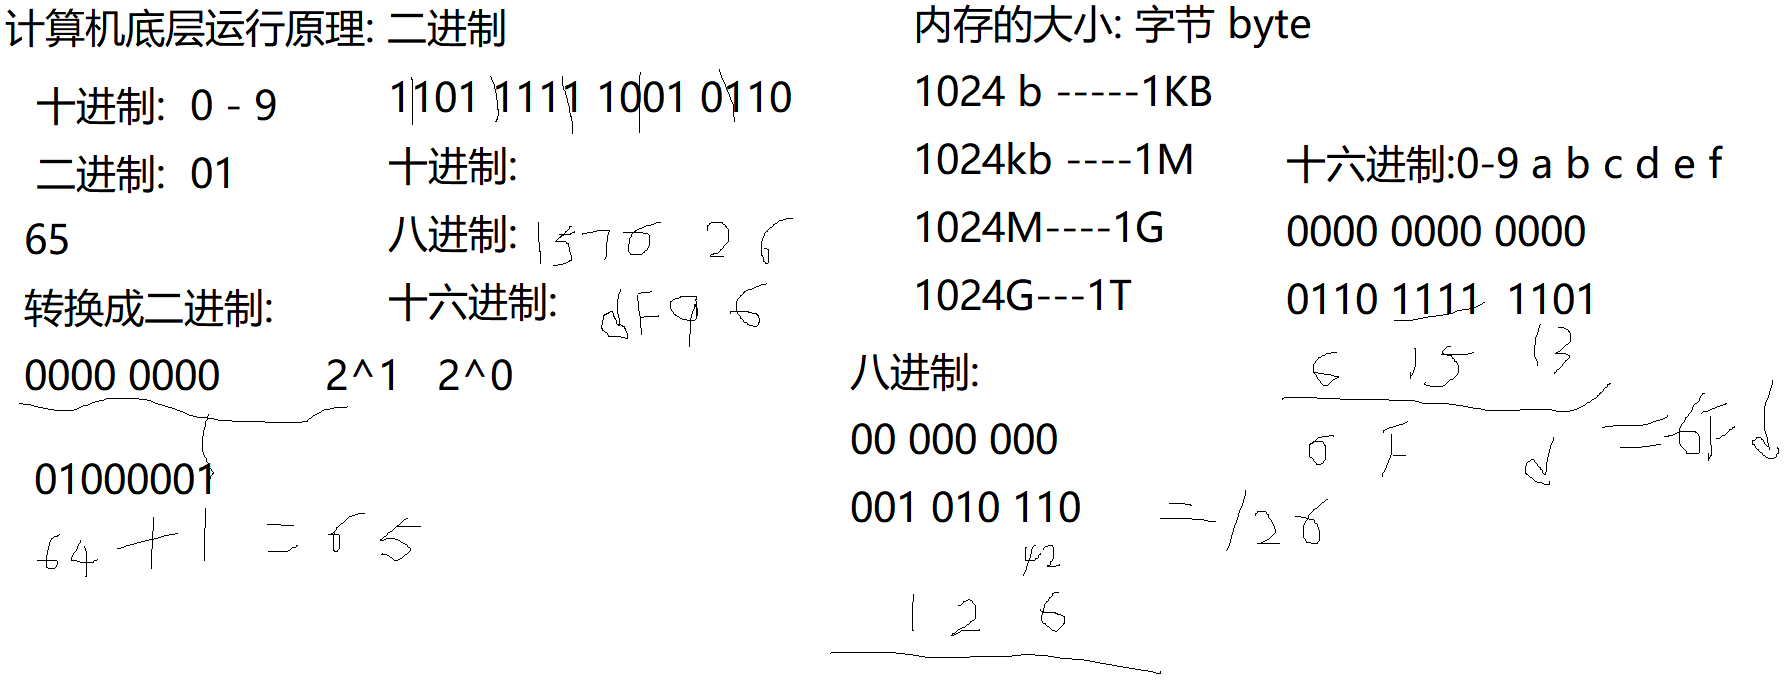 计算机底层运行原理: 二进制
十进制: 0 - 9
二进制: 01
65
转换成二进制:
0000 0000 2^1 2^0
01000001
64 + 1 = 65
1101 1111 1001 0110
十进制:
八进制: 1576 2 6
十六进制: dF9 6
内存的大小: 字节 byte
1024 b -----1KB
1024kb ----1M
1024M----1G
1024G---1T
八进制:
00 000 000
001 010 110 = 126
42
1 2 6
十六进制:0-9 a b c d e f
0000 0000 0000
0110 1111 1101
6 15 13
6 F d = 6Fd